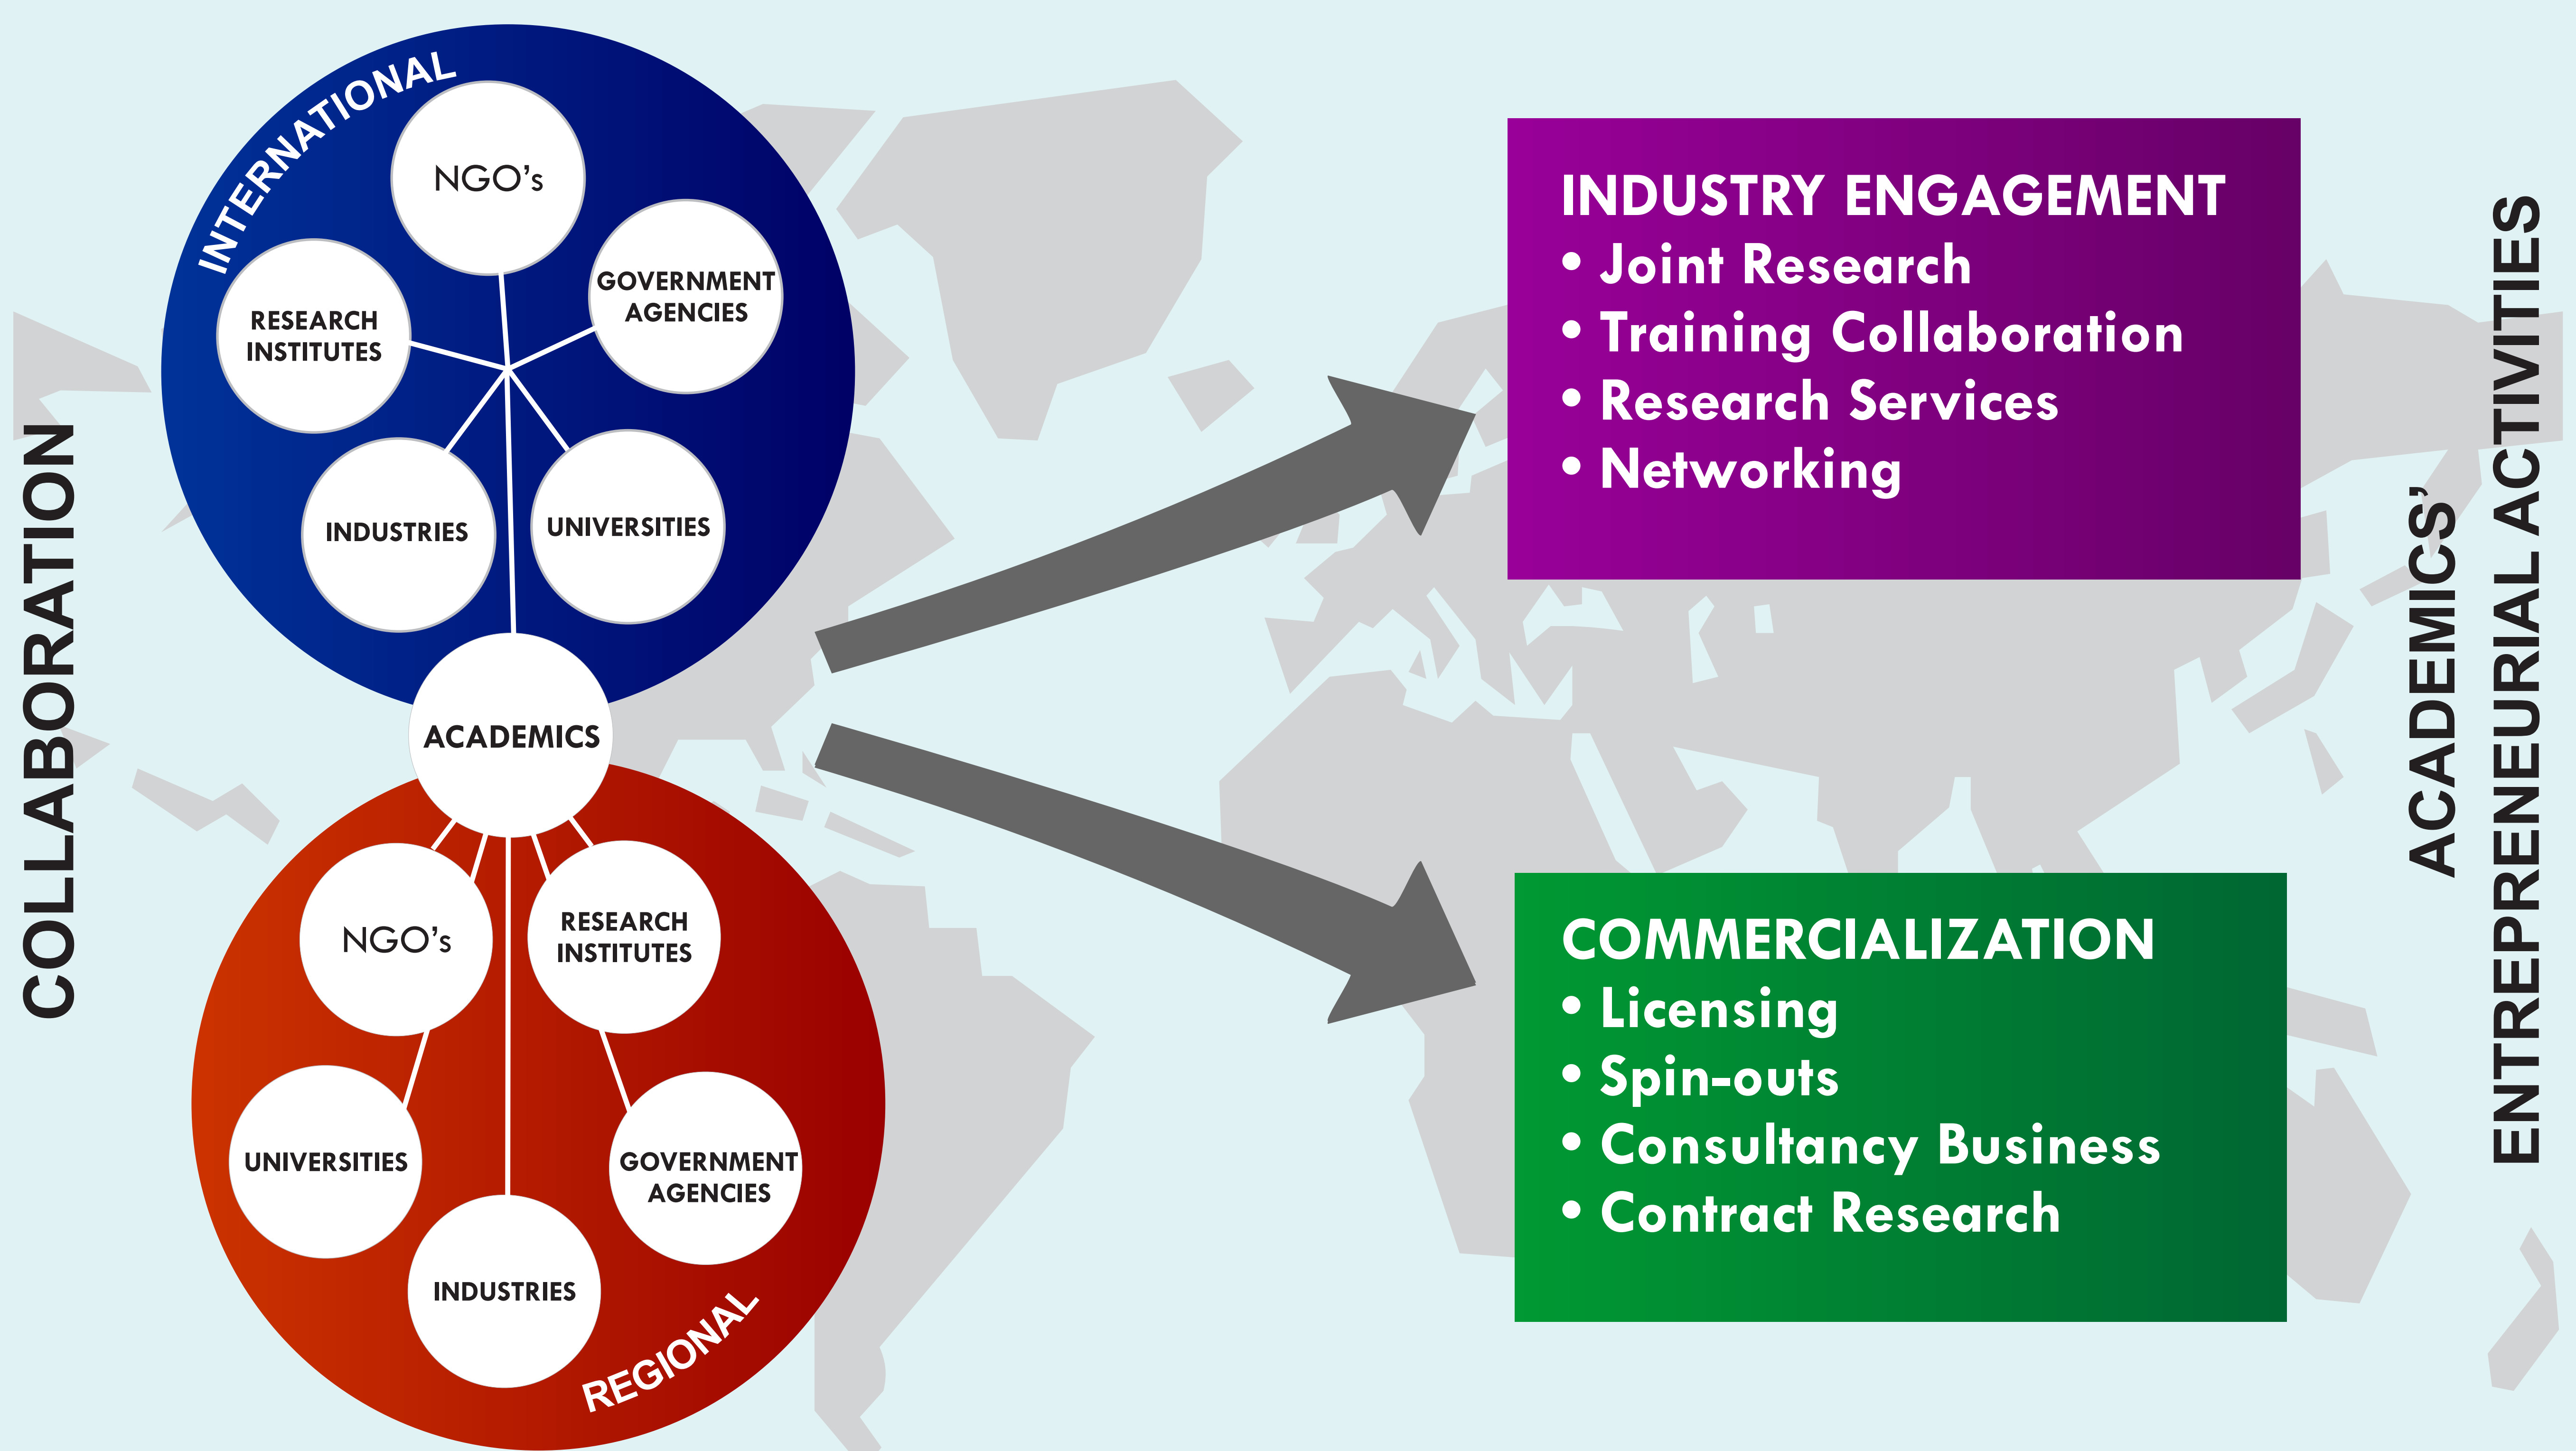 COLLABORATION
INTERNATIONAL
NGO's
GOVERNMENT
AGENCIES
RESEARCH
INSTITUTES
INDUSTRIES
UNIVERSITIES
ACADEMICS
NGO's
RESEARCH
INSTITUTES
UNIVERSITIES
GOVERNMENT
AGENCIES
INDUSTRIES
REGIONAL
INDUSTRY ENGAGEMENT
• Joint Research
• Training Collaboration
• Research Services
• Networking
COMMERCIALIZATION
• Licensing
• Spin-outs
• Consultancy Business
• Contract Research
ACADEMICS'
ENTREPRENEURIAL ACTIVITIES